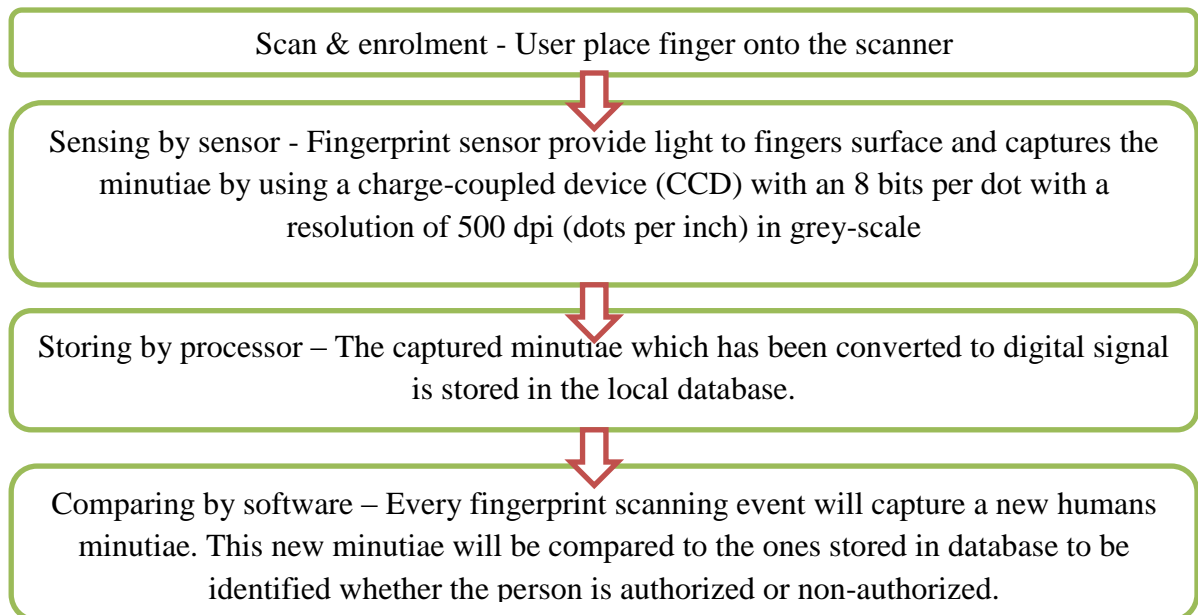 Scan & enrolment - User place finger onto the scanner
Sensing by sensor - Fingerprint sensor provide light to fingers surface and captures the
minutiae by using a charge-coupled device (CCD) with an 8 bits per dot with a
resolution of 500 dpi (dots per inch) in grey-scale
Storing by processor – The captured minutiae which has been converted to digital signal
is stored in the local database.
Comparing by software – Every fingerprint scanning event will capture a new humans
minutiae. This new minutiae will be compared to the ones stored in database to be
identified whether the person is authorized or non-authorized.